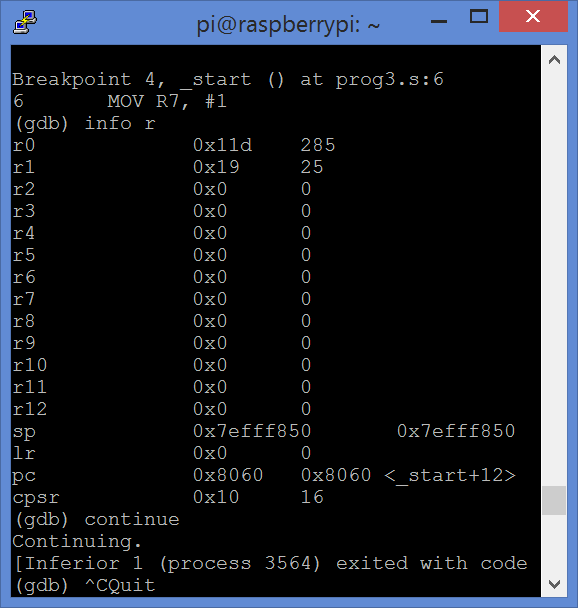 pi@raspberrypi: ~
Breakpoint 4, _start () at prog3.s:6
6       MOV R7, #1
(gdb) info r
r0             0x11d    285
r1             0x19     25
r2             0x0      0
r3             0x0      0
r4             0x0      0
r5             0x0      0
r6             0x0      0
r7             0x0      0
r8             0x0      0
r9             0x0      0
r10            0x0      0
r11            0x0      0
r12            0x0      0
sp             0x7efff850       0x7efff850
lr             0x0      0
pc             0x8060   0x8060 <_start+12>
cpsr           0x10     16
(gdb) continue
Continuing.
[Inferior 1 (process 3564) exited with code
(gdb) ^CQuit